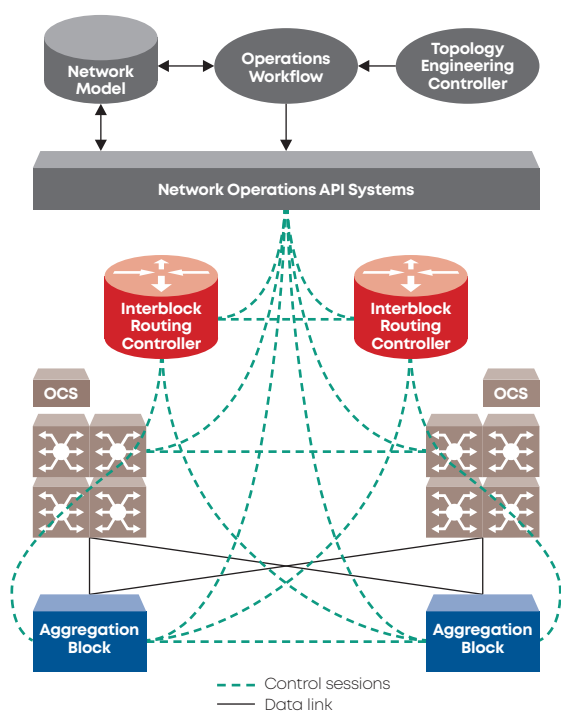 Network
Model
Operations
Workflow
Topology
Engineering
Controller
Network Operations API Systems
Interblock
Routing
Controller
Interblock
Routing
Controller
OCS
OCS
Aggregation
Block
Aggregation
Block
Control sessions
Data link